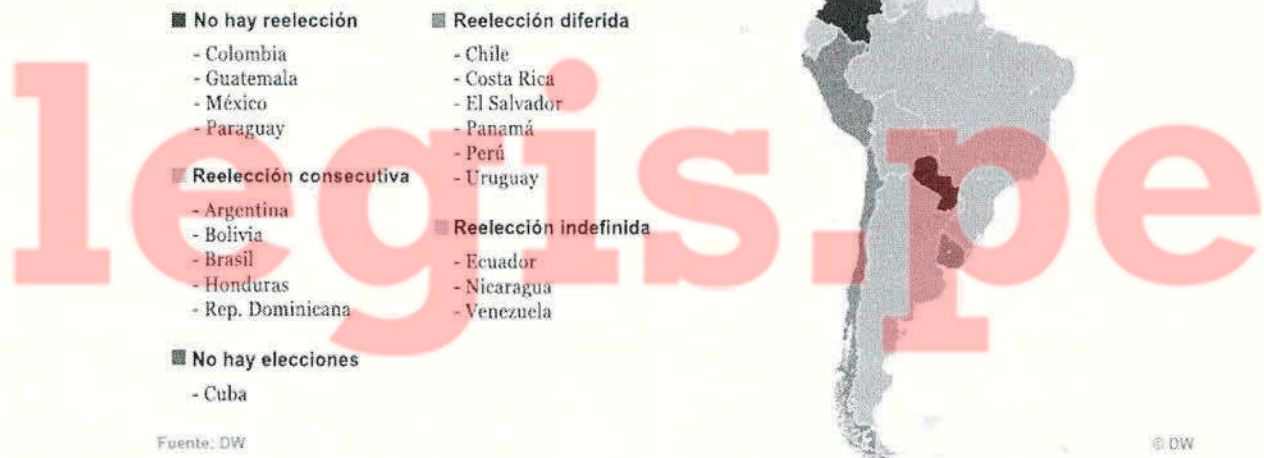 No hay reelección
- Colombia
- Guatemala
- México
- Paraguay
Reelección consecutiva
- Argentina
- Bolivia
- Brasil
- Honduras
- Rep. Dominicana
No hay elecciones
- Cuba
Reelección diferida
- Chile
- Costa Rica
- El Salvador
- Panamá
- Perú
- Uruguay
Reelección indefinida
- Ecuador
- Nicaragua
- Venezuela
Fuente: DW
© DW
legis.pe